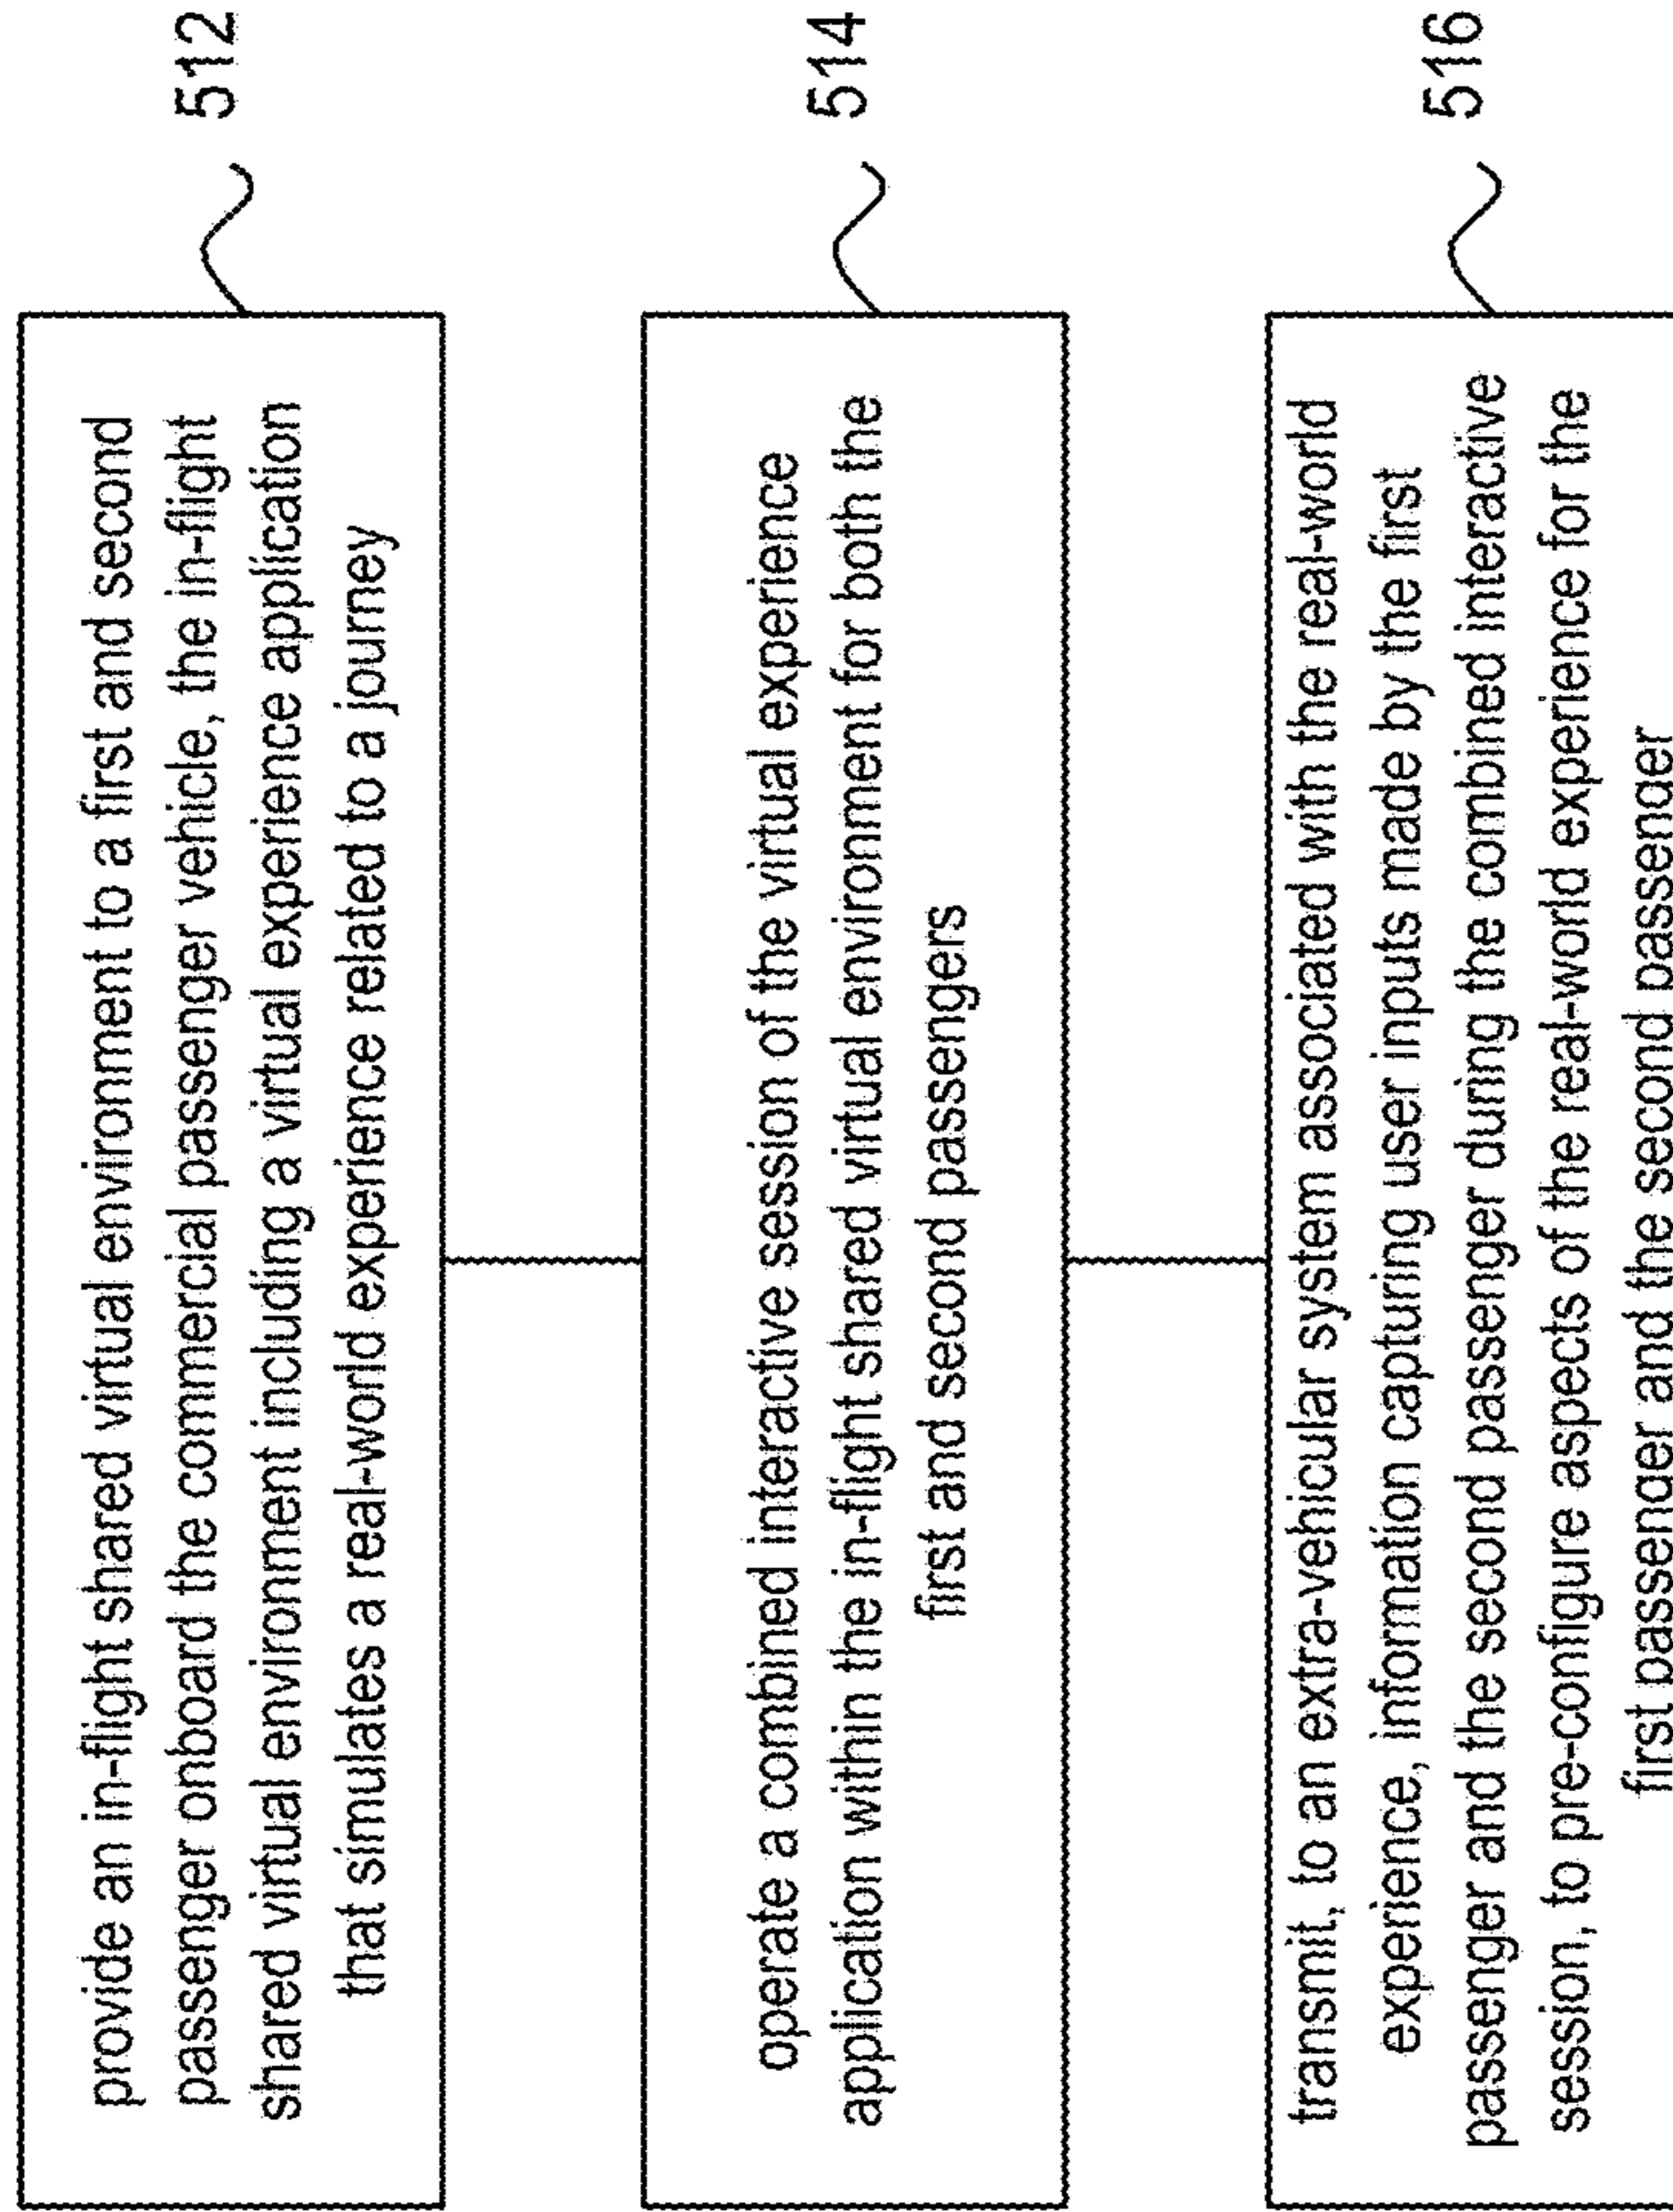 provide an in-flight shared virtual environment to a first and second
passenger onboard the commercial passenger vehicle, the in-flight
shared virtual environment including a virtual experience application
that simulates a real-world experience related to a journey
512
operate a combined interactive session of the virtual experience
application within the in-flight shared virtual environment for both the
first and second passengers
514
transmit, to an extra-vehicular system associated with the real-world
experience, information capturing user inputs made by the first
passenger and the second passenger during the combined interactive
session, to pre-configure aspects of the real-world experience for the
first passenger and the second passenger
516